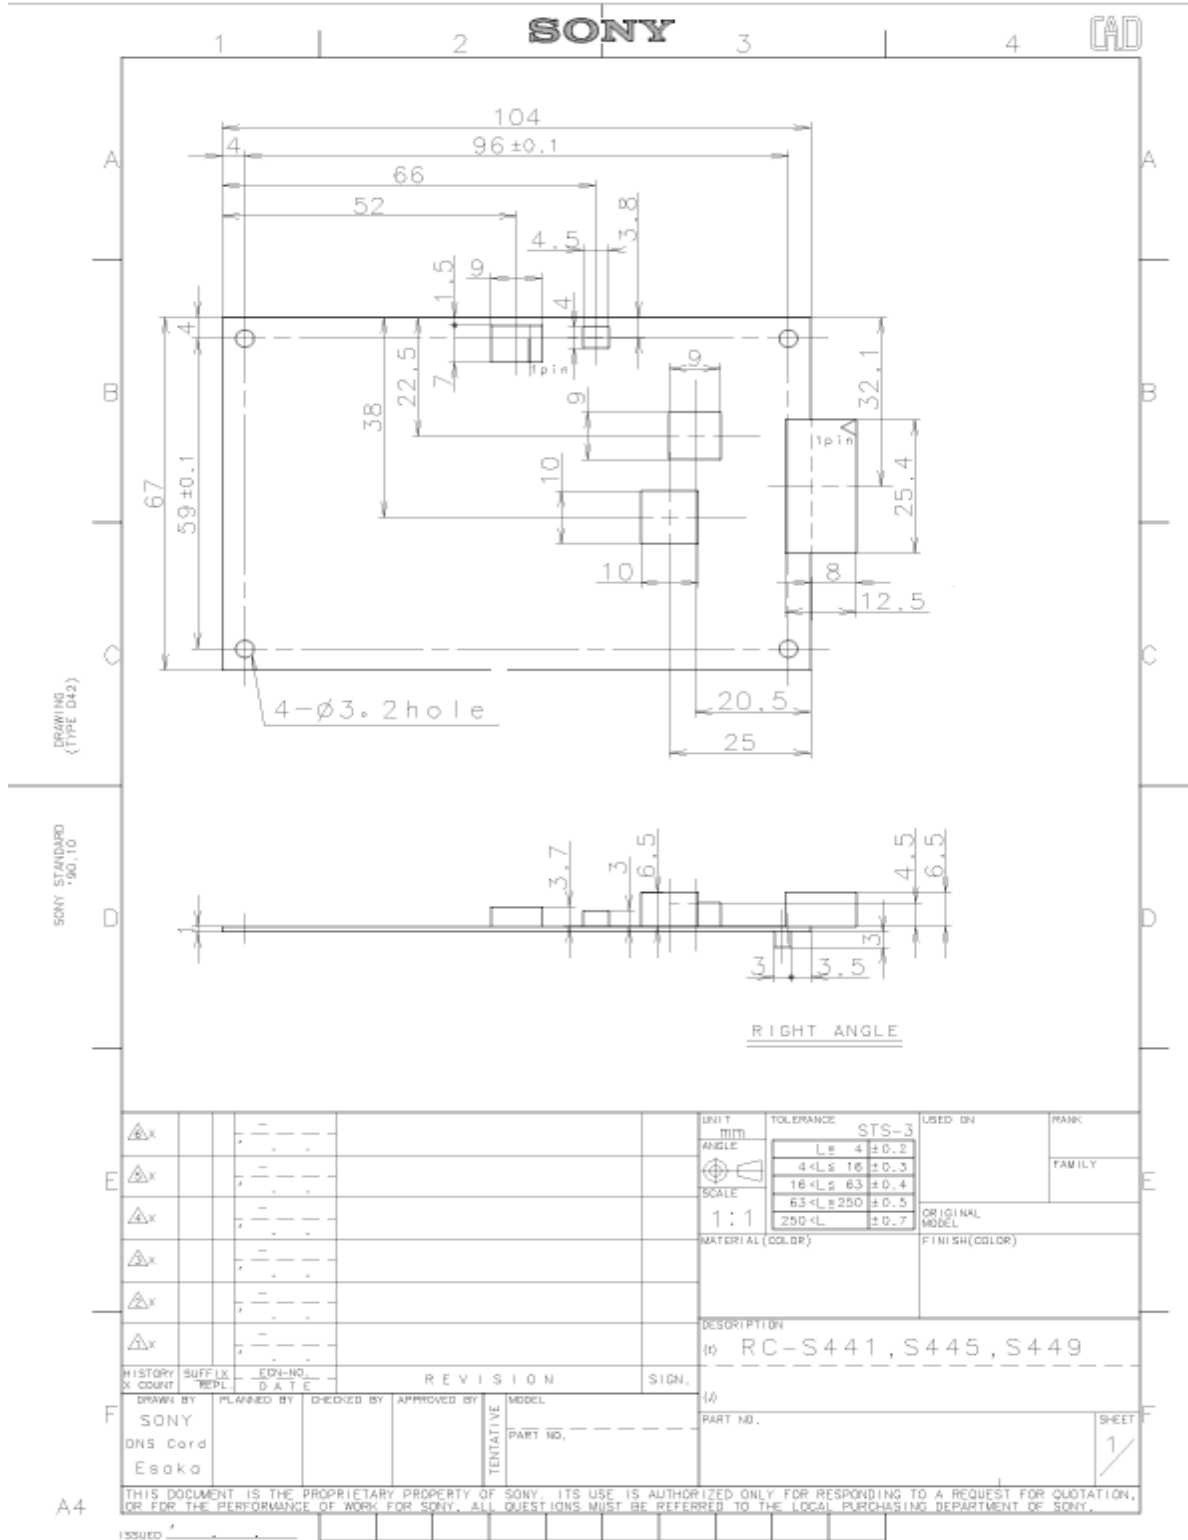 SONY
CAD
1 2 3 4
104
A 4 96±0.1 A
66
52
3.8
4.5
1.5
9
4
4
B 7 1pin 22.5 9 32.1 B
38
9
1pin
67
59±0.1
10
25.4
10 8
12.5
C C
20.5
4-Ø3.2hole
25
DRAWING
(TYPE D42)
SONY STANDARD
'90.10
3.7 3 6.5 4.5 6.5
D 1 D
3
3 3.5
RIGHT ANGLE
UNIT
mm
TOLERANCE
STS-3
USED ON
RANK
ANGLE
L≦ 4 ±0.2
4<L≦ 16 ±0.3
FAMILY
E E
16<L≦ 63 ±0.4
SCALE
1:1
63<L≦250 ±0.5
250<L ±0.7
ORIGINAL
MODEL
MATERIAL(COLOR)
FINISH(COLOR)
6 x
5 x
4 x
3 x
2 x
1 x
DESCRIPTION
RC-S441,S445,S449
HISTORY
X COUNT
SUFFIX
REPL.
DATE
REVISION
SIGN.
DRAWN BY
PLANNED BY
CHECKED BY
APPROVED BY
TENTATIVE
MODEL
PART NO.
PART NO.
SHEET
1/
F F
SONY
DNS Card
Esaka
THIS DOCUMENT IS THE PROPRIETARY PROPERTY OF SONY. ITS USE IS AUTHORIZED ONLY FOR RESPONDING TO A REQUEST FOR QUOTATION,
OR FOR THE PERFORMANCE OF WORK FOR SONY. ALL QUESTIONS MUST BE REFERRED TO THE LOCAL PURCHASING DEPARTMENT OF SONY.
A4
ISSUED